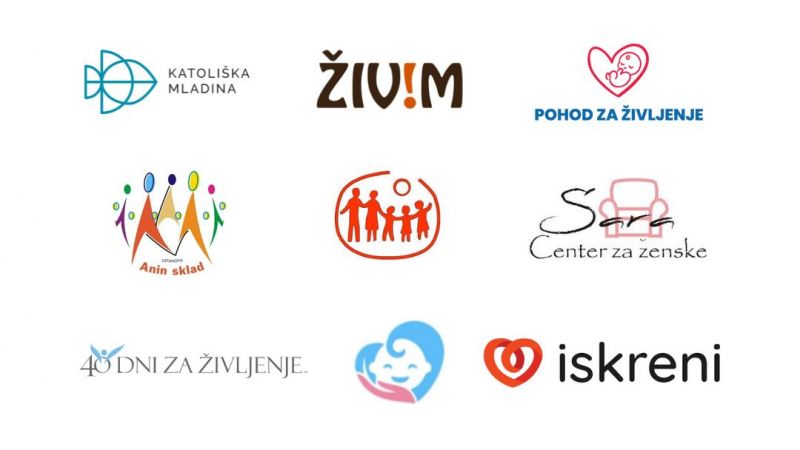 KATOLIŠKA
MLADINA
ŽIV!M
POHOD ZA ŽIVLJENJE
USTANOVA
Anin sklad
Sara
Center za ženske
40 DNI ZA ŽIVLJENJE
iskreni